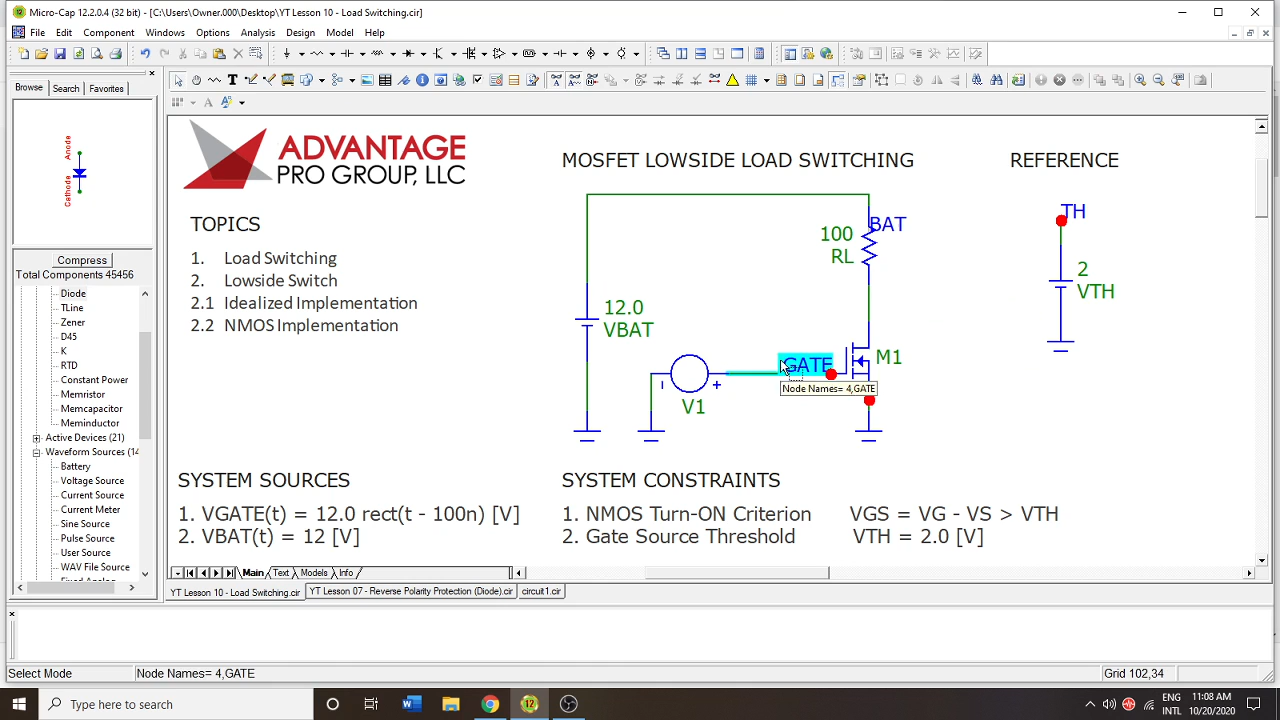 Micro-Cap 12.2.0.4 (32 bit) - [C:\Users\Owner.000\Desktop\YT Lesson 10 - Load Switching.cir]
File Edit Component Windows Options Analysis Design Model Help
Browse Search Favorites
Anode
Cathode
Compress
Total Components 45456
Diode
TLine
Zener
D45
K
RTD
Constant Power
Memristor
Memcapacitor
Meminductor
Active Devices (21)
Waveform Sources (14
Battery
Voltage Source
Current Source
Current Meter
Sine Source
Pulse Source
User Source
WAV File Source
Fixed Analog
ADVANTAGE
PRO GROUP, LLC
TOPICS
1. Load Switching
2. Lowside Switch
2.1 Idealized Implementation
2.2 NMOS Implementation
MOSFET LOWSIDE LOAD SWITCHING
REFERENCE
BAT
100
RL
12.0
VBAT
GATE
M1
Node Names= 4,GATE
V1
TH
2
VTH
SYSTEM SOURCES
1. VGATE(t) = 12.0 rect(t - 100n) [V]
2. VBAT(t) = 12 [V]
SYSTEM CONSTRAINTS
1. NMOS Turn-ON Criterion VGS = VG - VS > VTH
2. Gate Source Threshold VTH = 2.0 [V]
Main Text Models Info
YT Lesson 10 - Load Switching.cir YT Lesson 07 - Reverse Polarity Protection (Diode).cir circuit1.cir
Select Mode Node Names= 4,GATE Grid 102,34
Type here to search
ENG
INTL
11:08 AM
10/20/2020